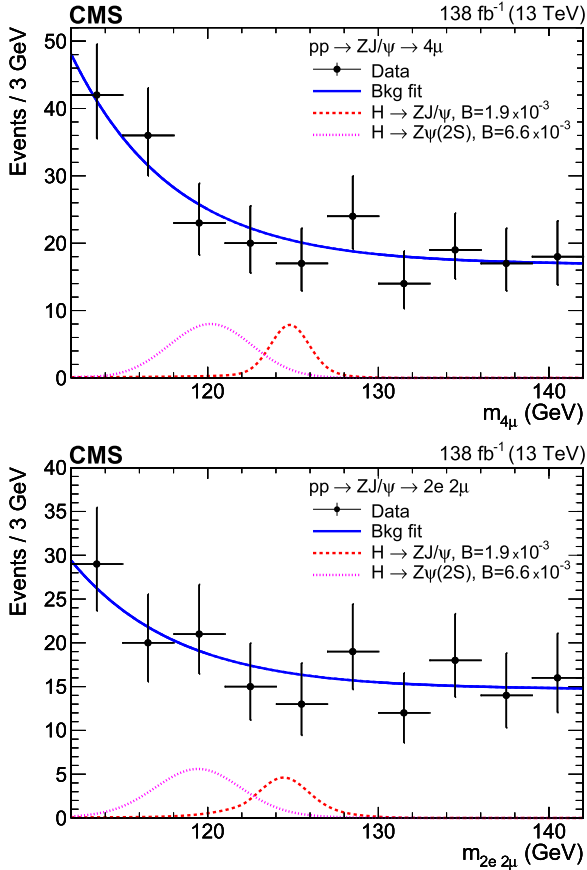 CMS 138 fb⁻¹ (13 TeV)
pp → ZJ/ψ → 4μ
Data
Bkg fit
H → ZJ/ψ, B=1.9×10⁻³
H → Zψ(2S), B=6.6×10⁻³
Events / 3 GeV
50
40
30
20
10
0
120 130 140
m4μ (GeV)
CMS 138 fb⁻¹ (13 TeV)
pp → ZJ/ψ → 2e 2μ
Data
Bkg fit
H → ZJ/ψ, B=1.9×10⁻³
H → Zψ(2S), B=6.6×10⁻³
Events / 3 GeV
40
35
30
25
20
15
10
5
0
120 130 140
m2e 2μ (GeV)